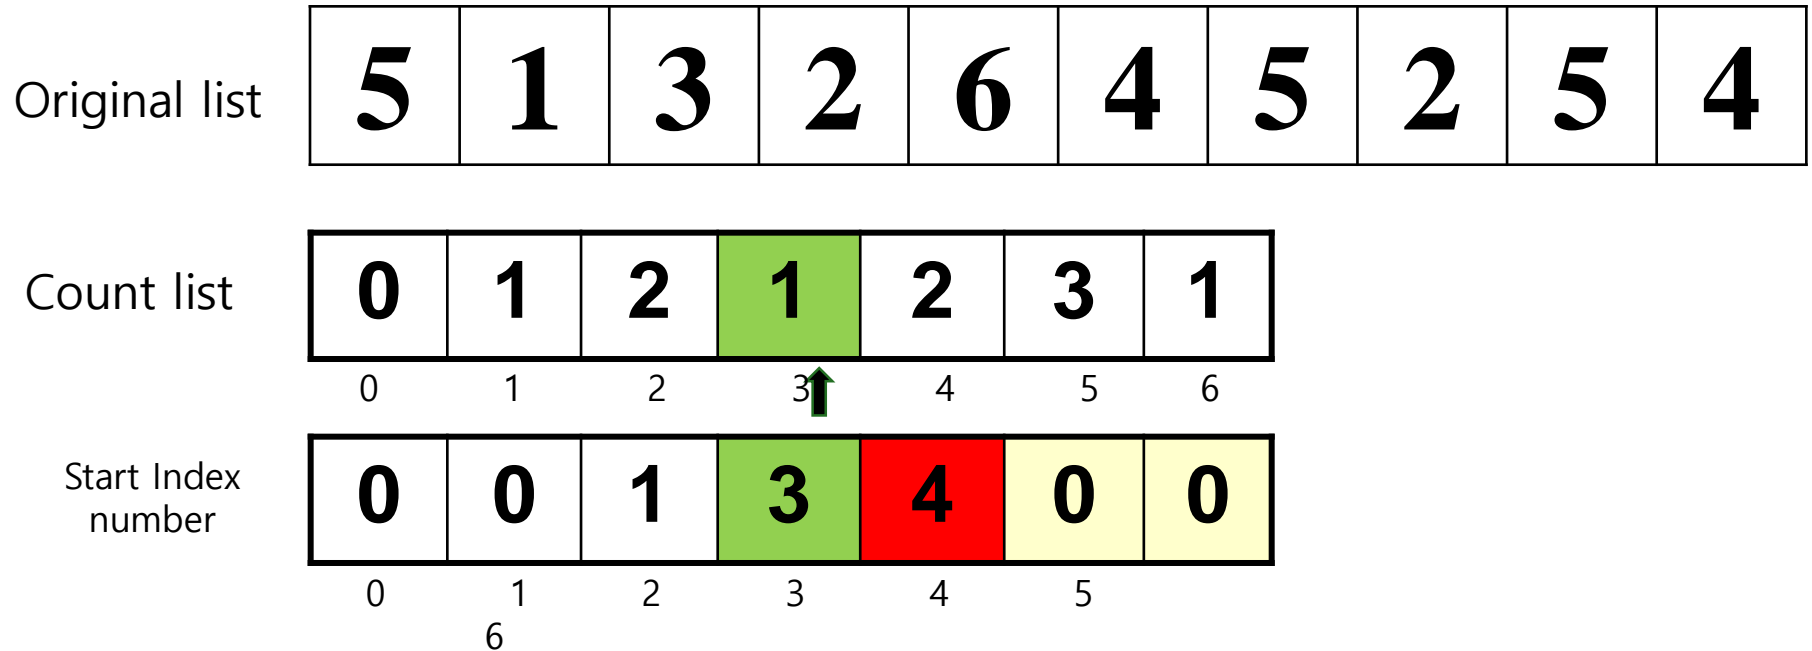 Original list 5 1 3 2 6 4 5 2 5 4
Count list 0 1 2 1 2 3 1
0 1 2 3 4 5 6
Start Index
number
0 0 1 3 4 0 0
0 1 2 3 4 5
6